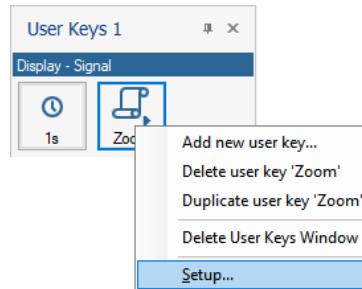 User Keys 1
Display - Signal
1s
Add new user key...
Delete user key 'Zoom'
Duplicate user key 'Zoom'
Delete User Keys Window
Setup...